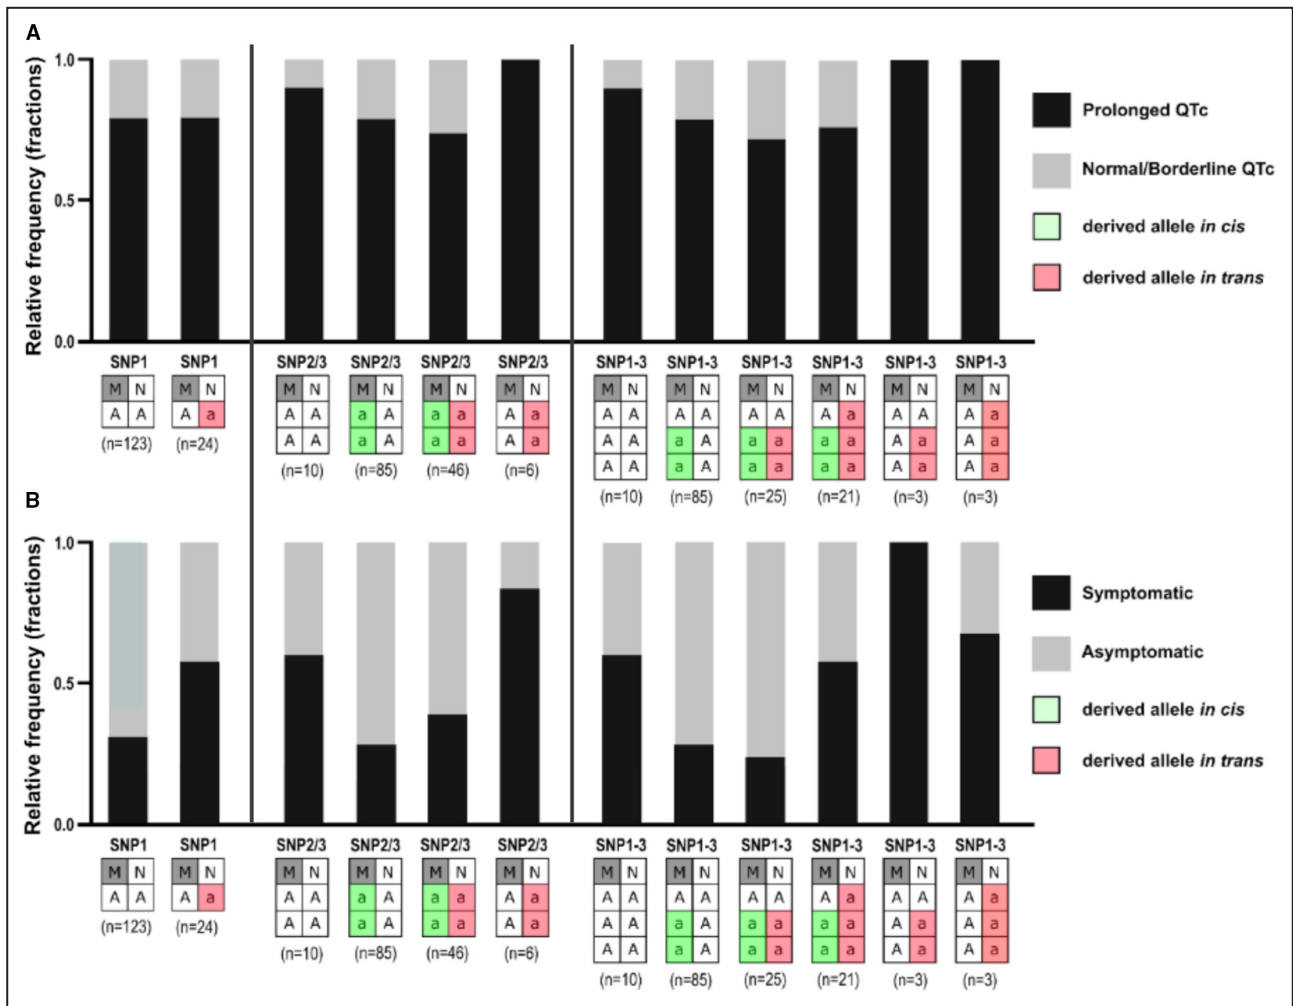 A
Relative frequency (fractions)
1.0
0.5
0.0
Prolonged QTc
Normal/Borderline QTc
derived allele in cis
derived allele in trans
SNP1 SNP1 SNP2/3 SNP2/3 SNP2/3 SNP2/3 SNP1-3 SNP1-3 SNP1-3 SNP1-3 SNP1-3 SNP1-3
M N M N M N M N M N M N M N M N M N M N M N M N
A A A a A A a A a a A a A A A A A A A a A A A a
A A a A a a A a A A a A a a a a A a A a
(n=123) (n=24)
A A a A a a a a A a A a
(n=10) (n=85) (n=46) (n=6)
(n=10) (n=85) (n=25) (n=21) (n=3) (n=3)
B
Relative frequency (fractions)
1.0
0.5
0.0
Symptomatic
Asymptomatic
derived allele in cis
derived allele in trans
SNP1 SNP1 SNP2/3 SNP2/3 SNP2/3 SNP2/3 SNP1-3 SNP1-3 SNP1-3 SNP1-3 SNP1-3 SNP1-3
M N M N M N M N M N M N M N M N M N M N M N M N
A A A a A A a A a a A a A A A A A A A a A A A a
A A a A a a A a A A a A a a a a A a A a
(n=123) (n=24)
A A a A a a a a A a A a
(n=10) (n=85) (n=46) (n=6)
(n=10) (n=85) (n=25) (n=21) (n=3) (n=3)